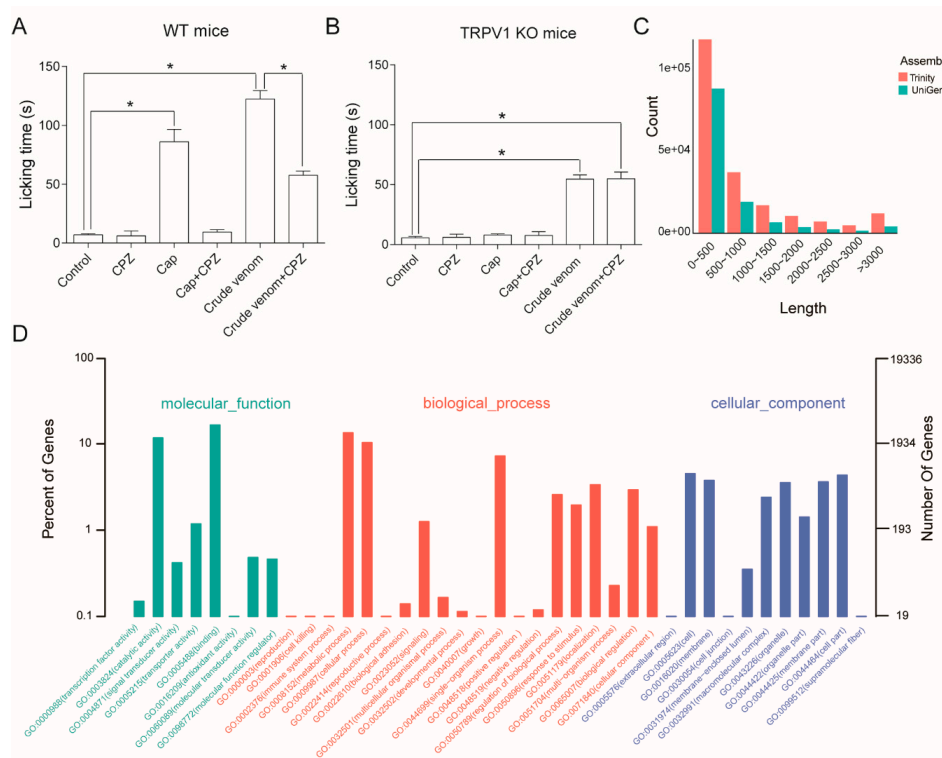 A
WT mice
Licking time (s)
150
100
50
0
*
*
*
Control
CPZ
Cap
Cap+CPZ
Crude venom
Crude venom+CPZ
B
TRPV1 KO mice
Licking time (s)
150
100
50
0
*
*
Control
CPZ
Cap
Cap+CPZ
Crude venom
Crude venom+CPZ
C
Count
1e+05
5e+04
0e+00
Assemb
Trinity
UniGer
0~500
500~1000
1000~1500
1500~2000
2000~2500
2500~3000
>3000
Length
D
Percent of Genes
100
10
1
0.1
molecular_function
biological_process
cellular_component
19336
1934
193
19
Number Of Genes
GO:0000988(transcription factor activity)
GO:0003824(catalytic activity)
GO:0004871(signal transducer activity)
GO:0005215(transporter activity)
GO:0005488(binding)
GO:0016209(antioxidant activity)
GO:0060089(molecular transducer activity)
GO:0098772(molecular function regulator)
GO:0000003(reproduction)
GO:0001906(cell killing)
GO:0002376(immune system process)
GO:0008152(metabolic process)
GO:0009987(cellular process)
GO:0022414(reproductive process)
GO:0022610(biological adhesion)
GO:0023052(signaling)
GO:0032501(multicellular organismal process)
GO:0032502(developmental process)
GO:0040007(growth)
GO:0044699(single-organism process)
GO:0048518(positive regulation )
GO:0048519(negative regulation)
GO:0050789(regulation of biological process)
GO:0050896(response to stimulus)
GO:0051179(localization)
GO:0051704(multi-organism process)
GO:0065007(biological regulation)
GO:0071840(cellular component )
GO:0005576(extracellular region)
GO:0005623(cell)
GO:0016020(membrane)
GO:0030054(cell junction)
GO:0031974(membrane-enclosed lumen)
GO:0032991(macromolecular complex)
GO:0043226(organelle)
GO:0044422(organelle part)
GO:0044425(membrane part)
GO:0044464(cell part)
GO:0099512(supramolecular fiber)